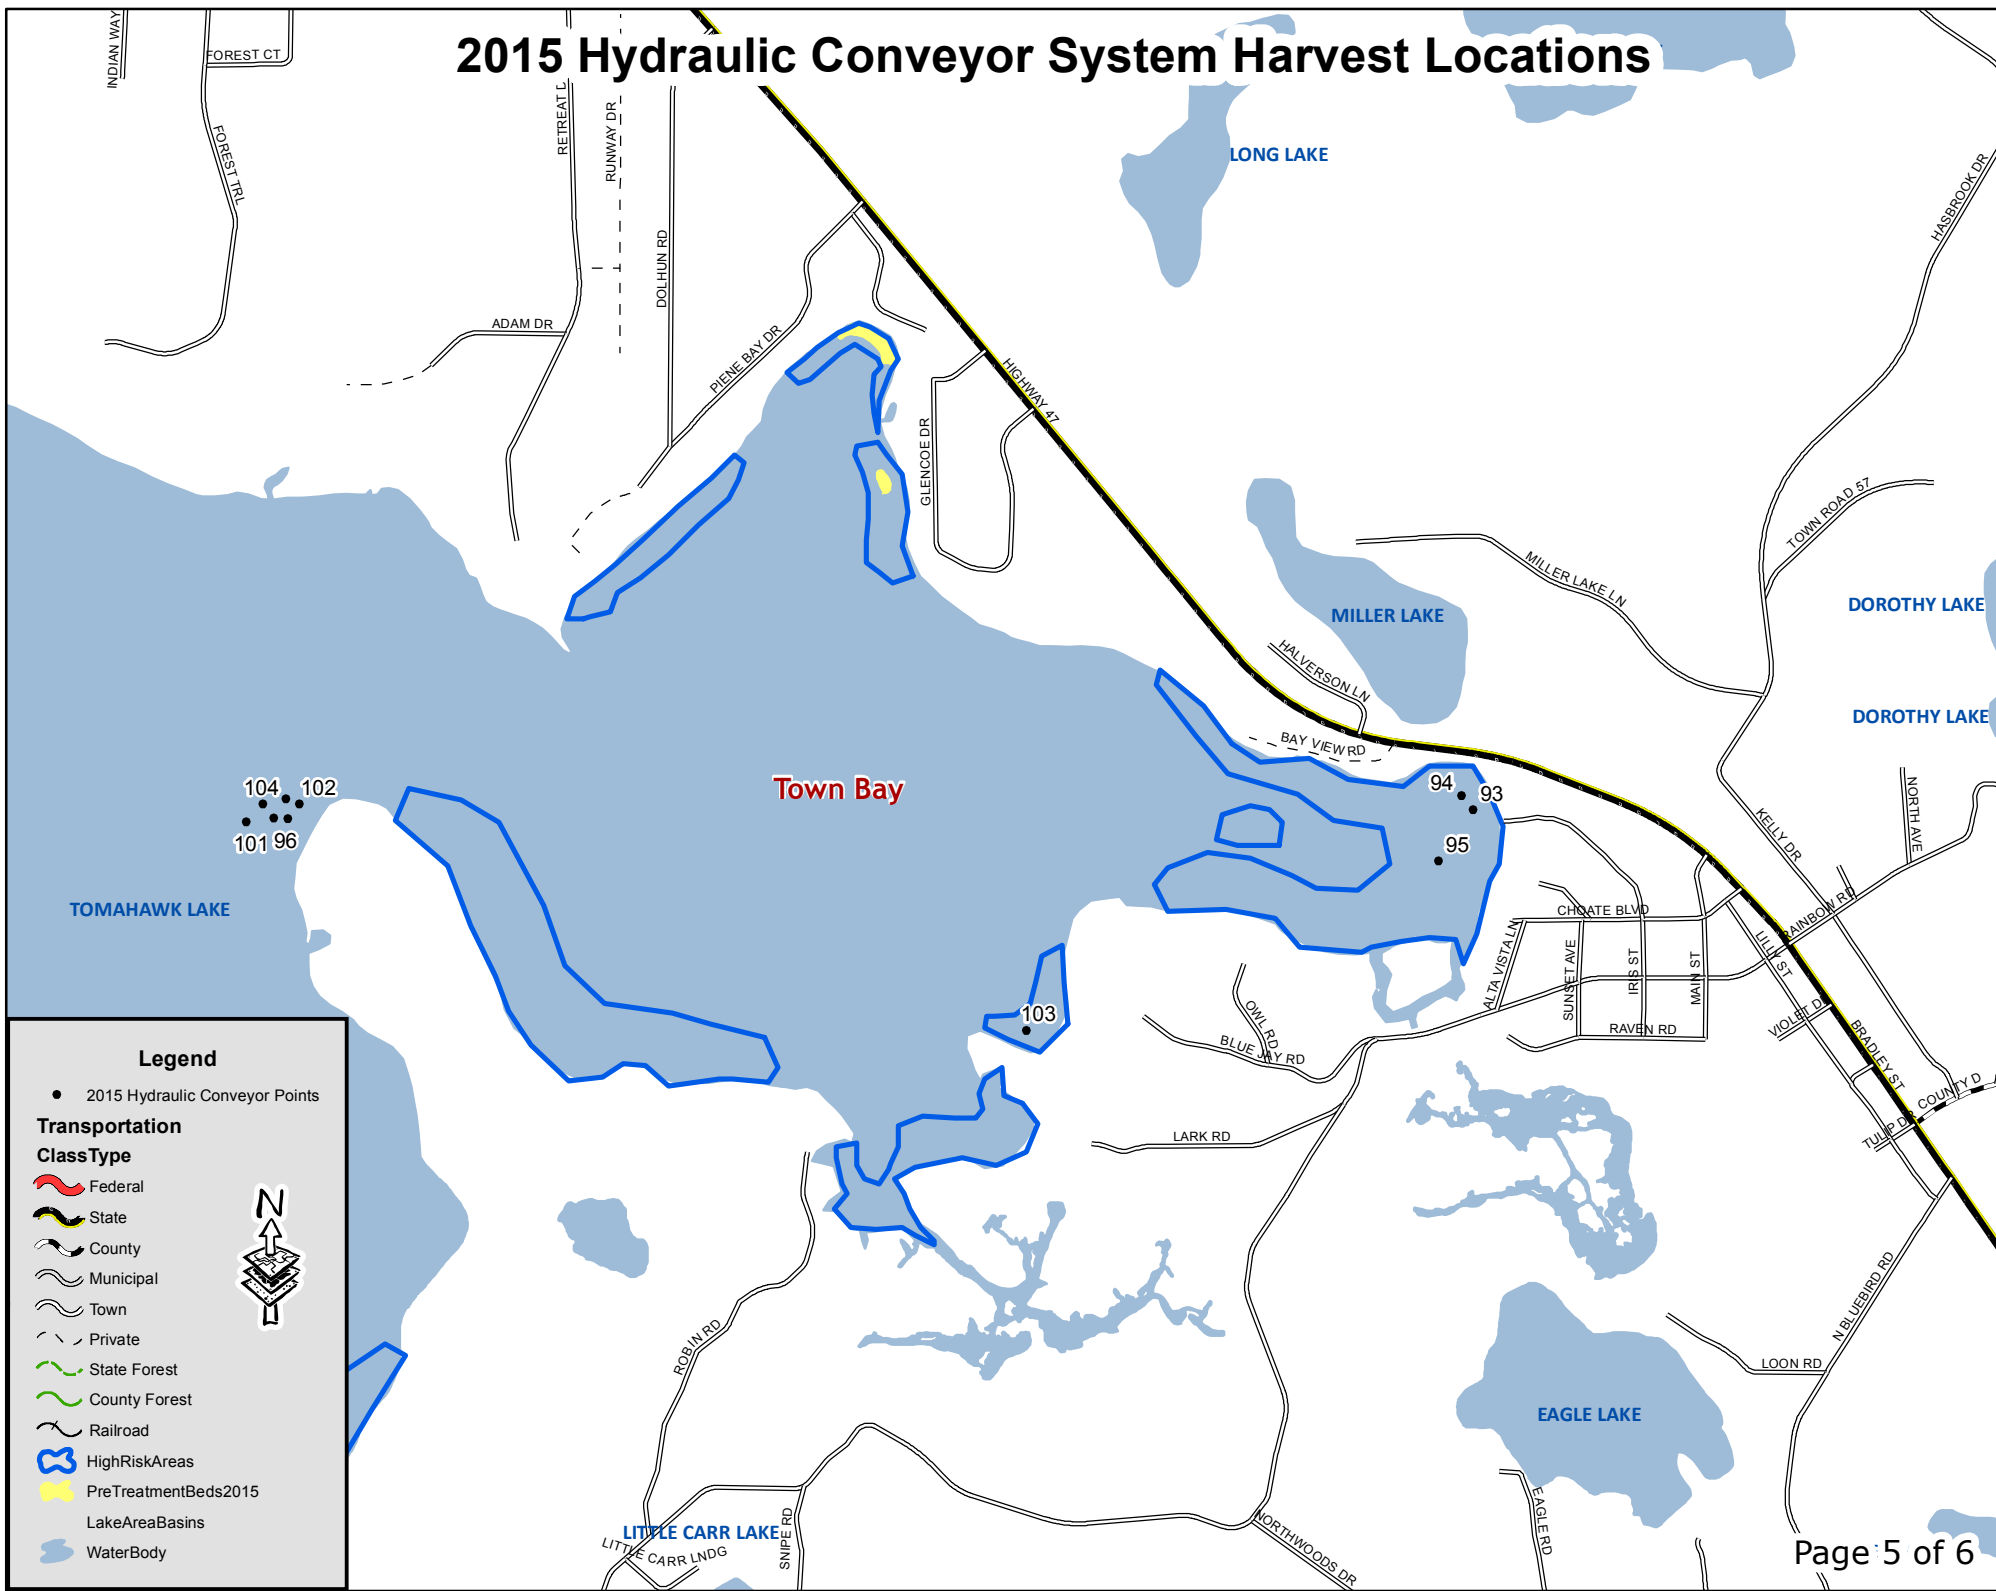 2015 Hydraulic Conveyor System Harvest Locations
INDIAN WAY
FOREST CT
FOREST TRL
RETREAT D
RUNWAY DR
DOLHUN RD
ADAM DR
PIENE BAY DR
GLENCOE DR
HIGHWAY 47
LONG LAKE
HASBROOK DR
TOWN ROAD 57
MILLER LAKE LN
MILLER LAKE
DOROTHY LAKE
DOROTHY LAKE
HALVERSON LN
BAY VIEW RD
Town Bay
94
93
95
104
102
101
96
103
TOMAHAWK LAKE
NORTH AVE
KELLY DR
RAINBOW RD
CHOATE BLVD
ALTA VISTA LN
SUNSET AVE
IRIS ST
MAIN ST
LILLY ST
VIOLET D
RAVEN RD
BRADLEY ST
COUNTY D
TULIP DR
OWL RD
BLUE JAY RD
LARK RD
ROBIN RD
N BLUEBIRD RD
LOON RD
EAGLE LAKE
EAGLE RD
NORTHWOODS DR
SNIPE RD
LITTLE CARR LAKE
LITTLE CARR LNDG
Legend
2015 Hydraulic Conveyor Points
Transportation
ClassType
Federal
State
County
Municipal
Town
Private
State Forest
County Forest
Railroad
HighRiskAreas
PreTreatmentBeds2015
LakeAreaBasins
WaterBody
N
Page 5 of 6